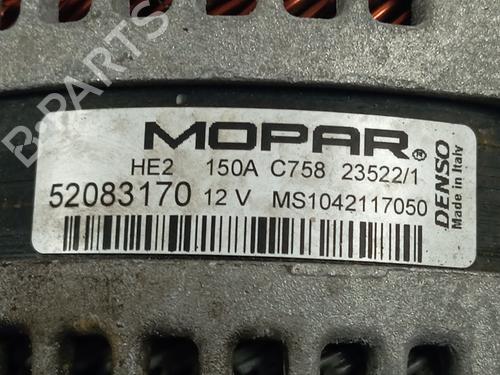 MOPAR®
HE2 150A C758 23522/1
52083170 12 V MS1042117050
DENSO
Made in Italy
B-PARTS